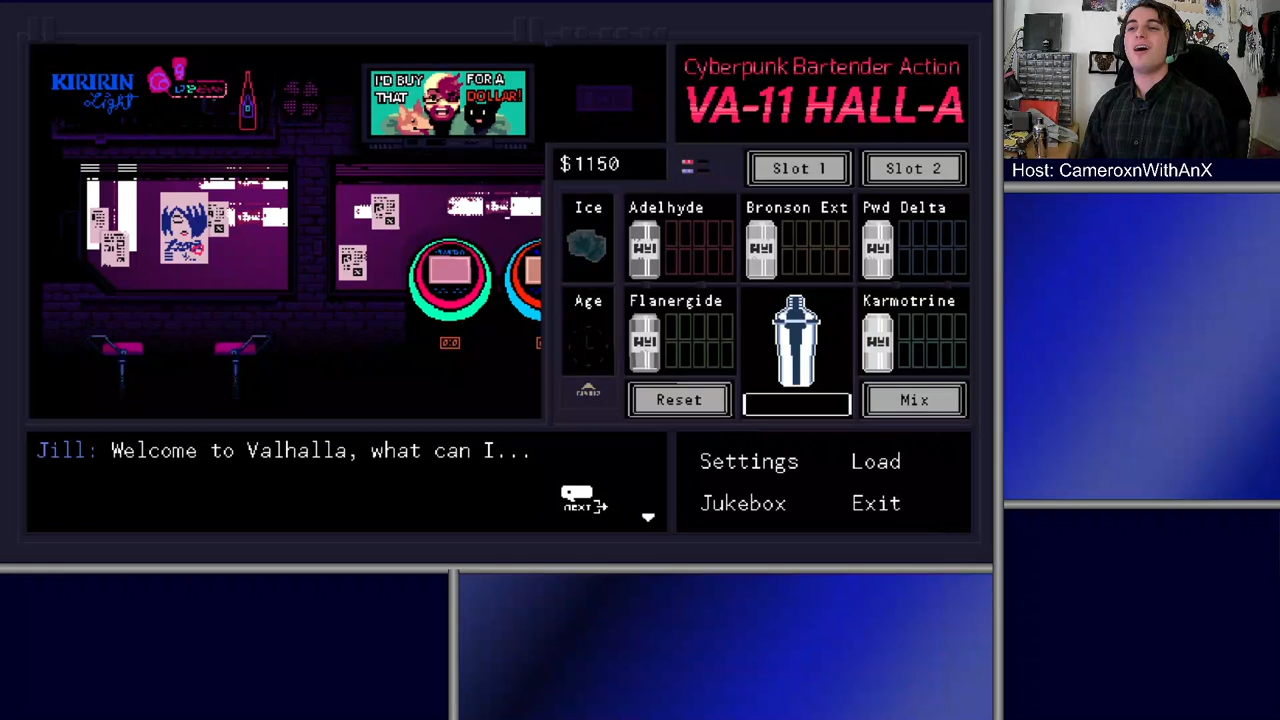 KIRIRIN
Light
I'D BUY
THAT
FOR A
DOLLAR!
Cyberpunk Bartender Action
VA-11 HALL-A
Host: CameroxnWithAnX
$1150
Slot 1
Slot 2
Ice
Adelhyde
Bronson Ext
Pwd Delta
Age
Flanergide
Karmotrine
Reset
Mix
Jill: Welcome to Valhalla, what can I...
NEXT
Settings
Load
Jukebox
Exit